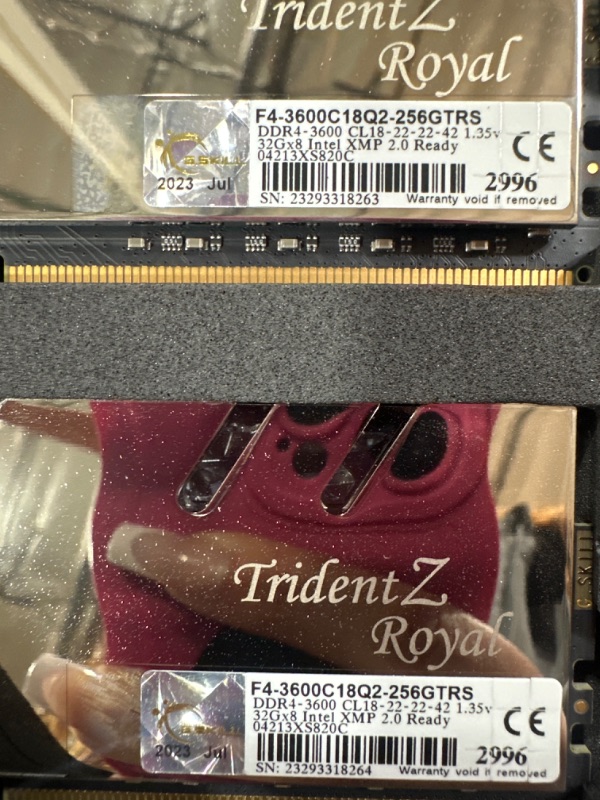 Trident Z
Royal
F4-3600C18Q2-256GTRS
DDR4-3600 CL18-22-22-42 1.35v
32Gx8 Intel XMP 2.0 Ready
04213XS820C
CE
G.SKILL
2023 Jul
2996
SN: 23293318263
Warranty void if removed
G.SKILL
Trident Z
Royal
F4-3600C18Q2-256GTRS
DDR4-3600 CL18-22-22-42 1.35v
32Gx8 Intel XMP 2.0 Ready
04213XS820C
CE
G.SKILL
2023 Jul
2996
SN: 23293318264
Warranty void if removed